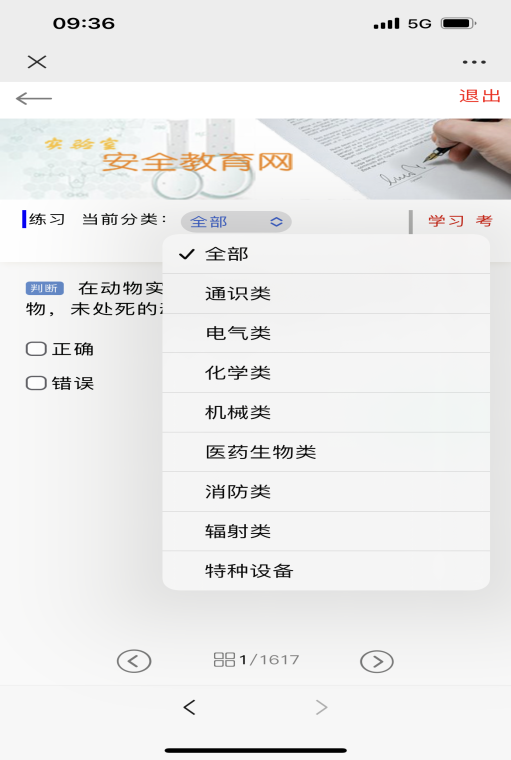 09:36
5G
退出
实验室
安全教育网
练习 当前分类: 全部
学习 考
全部
通识类
电气类
化学类
机械类
医药生物类
消防类
辐射类
特种设备
判断 在动物实
物，未处死的
正确
错误
1/1617